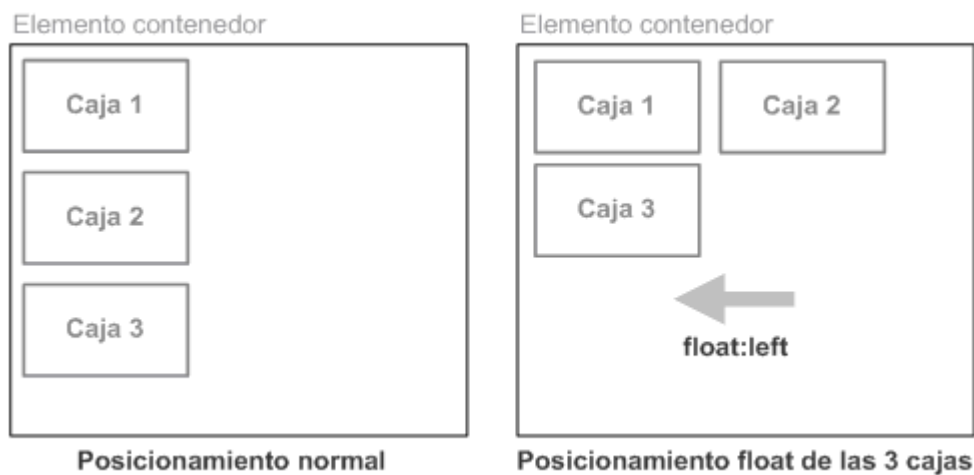 Elemento contenedor
Caja 1
Caja 2
Caja 3
Posicionamiento normal
Elemento contenedor
Caja 1
Caja 2
Caja 3
float:left
Posicionamiento float de las 3 cajas